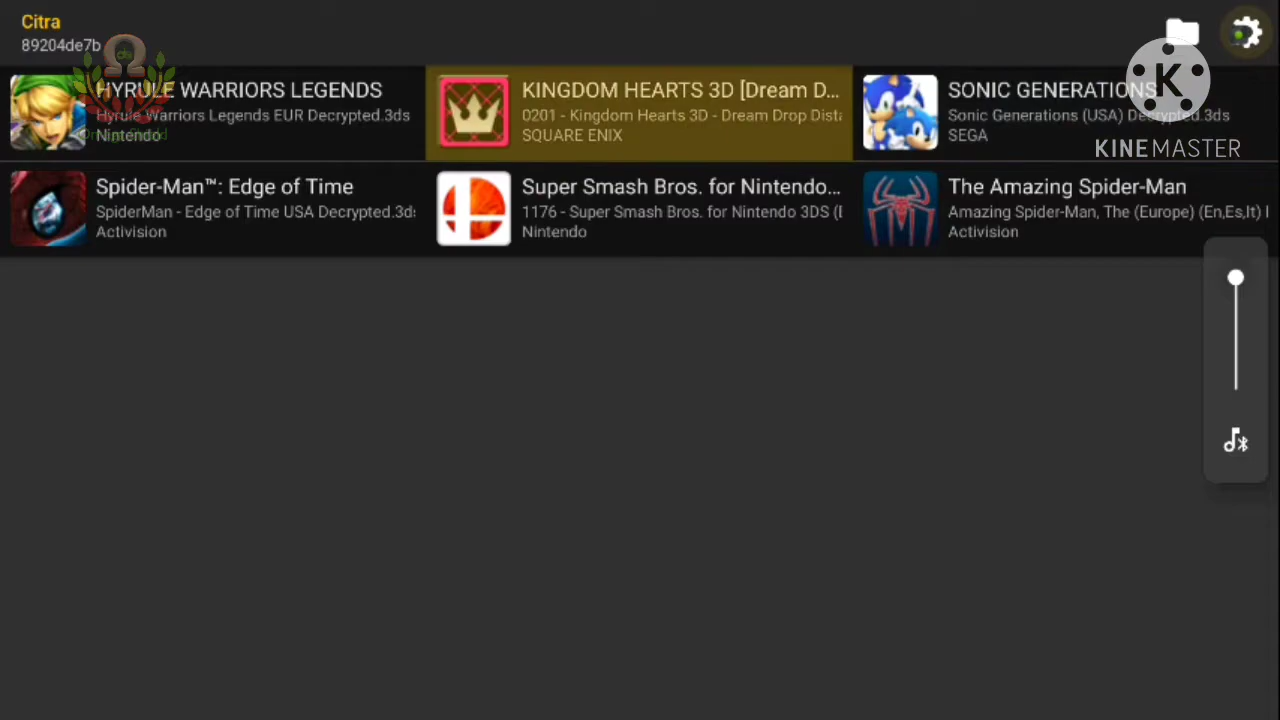 Citra
89204de7b
HYRULE WARRIORS LEGENDS
Hyrule Warriors Legends EUR Decrypted.3ds
Nintendo
KINGDOM HEARTS 3D [Dream D...
0201 - Kingdom Hearts 3D - Dream Drop Dista
SQUARE ENIX
SONIC GENERATIONS
Sonic Generations (USA) Decrypted.3ds
SEGA
K
KINEMASTER
Spider-Man™: Edge of Time
SpiderMan - Edge of Time USA Decrypted.3ds
Activision
Super Smash Bros. for Nintendo...
1176 - Super Smash Bros. for Nintendo 3DS (
Nintendo
The Amazing Spider-Man
Amazing Spider-Man, The (Europe) (En,Es,It)
Activision